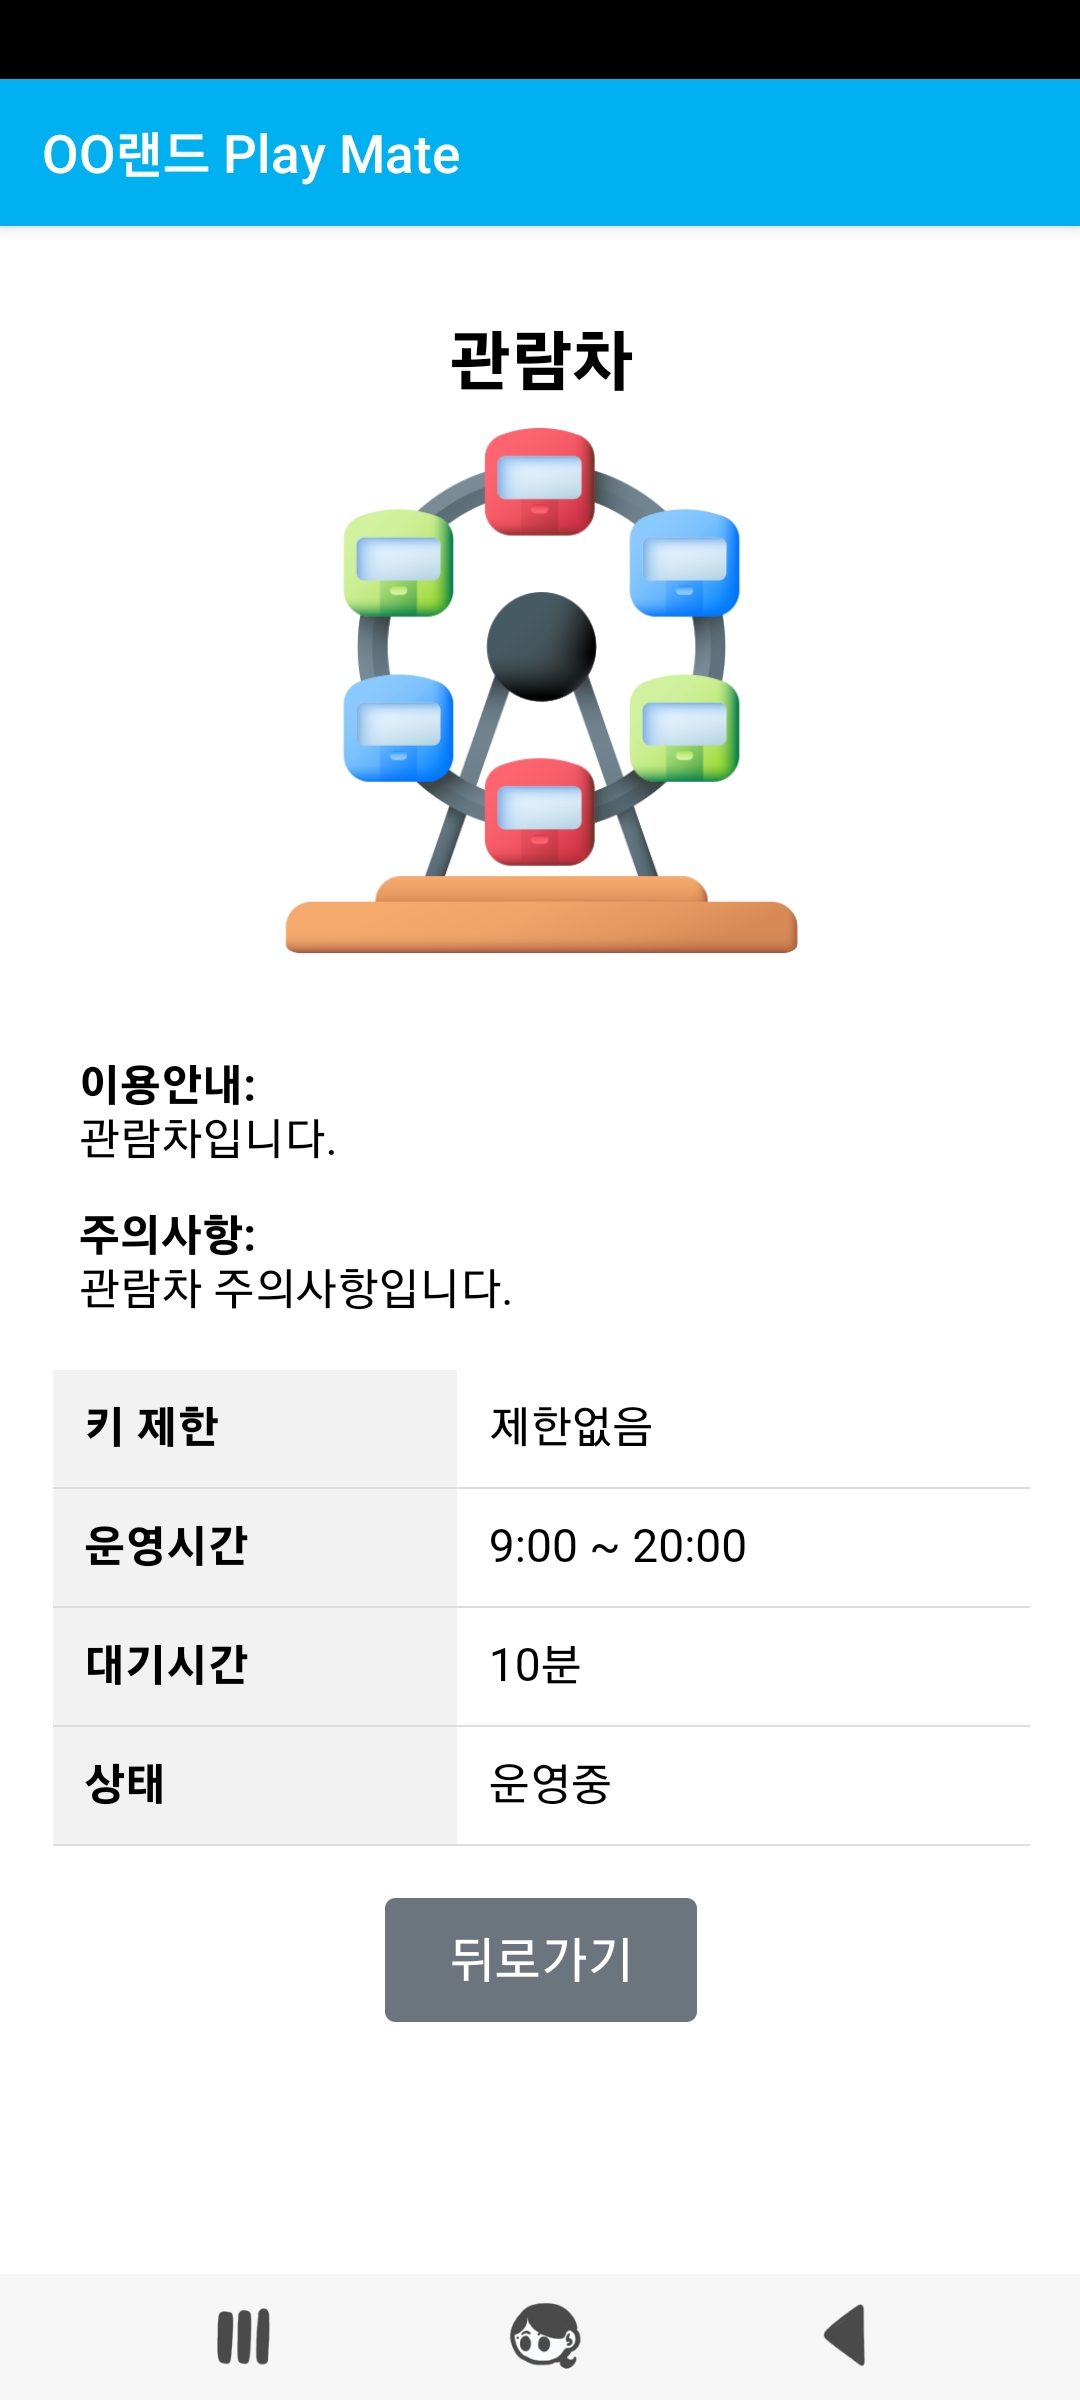 OO랜드 Play Mate
관람차
이용안내:
관람차입니다.
주의사항:
관람차 주의사항입니다.
키 제한 제한없음
운영시간 9:00 ~ 20:00
대기시간 10분
상태 운영중
뒤로가기